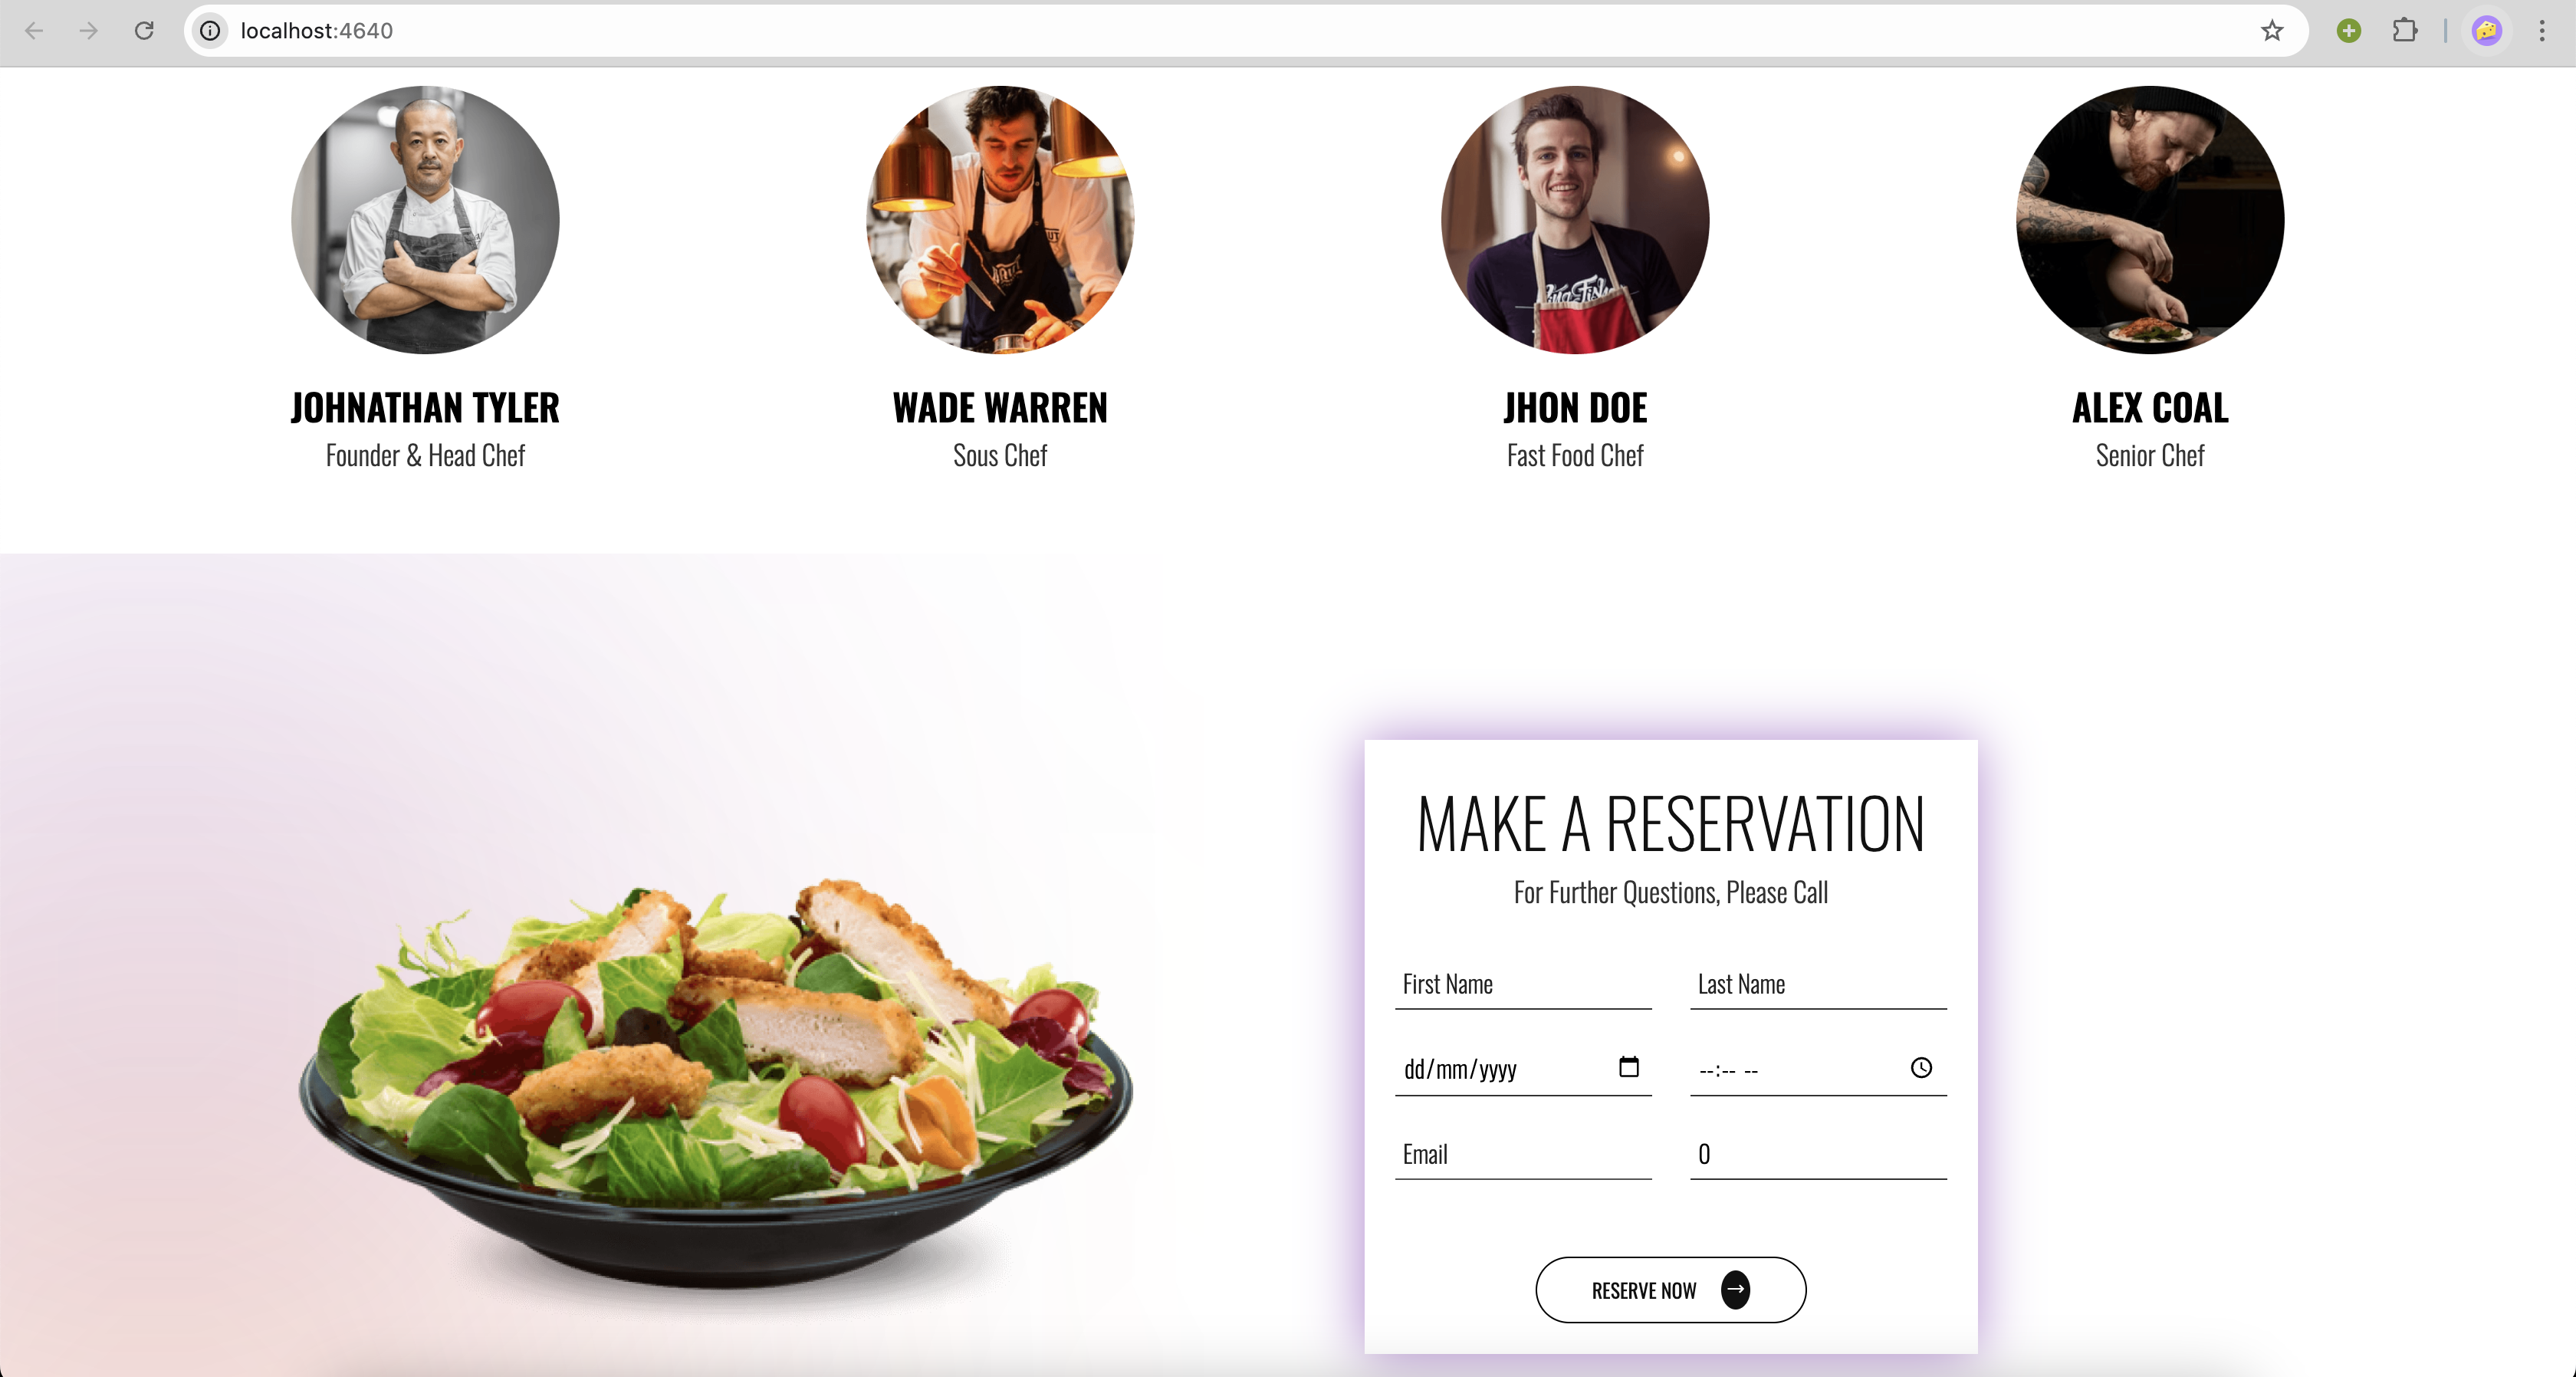 localhost:4640
JOHNATHAN TYLER
Founder & Head Chef
WADE WARREN
Sous Chef
JHON DOE
Fast Food Chef
ALEX COAL
Senior Chef
MAKE A RESERVATION
For Further Questions, Please Call
First Name
Last Name
dd/mm/yyyy
--:-- --
Email
0
RESERVE NOW